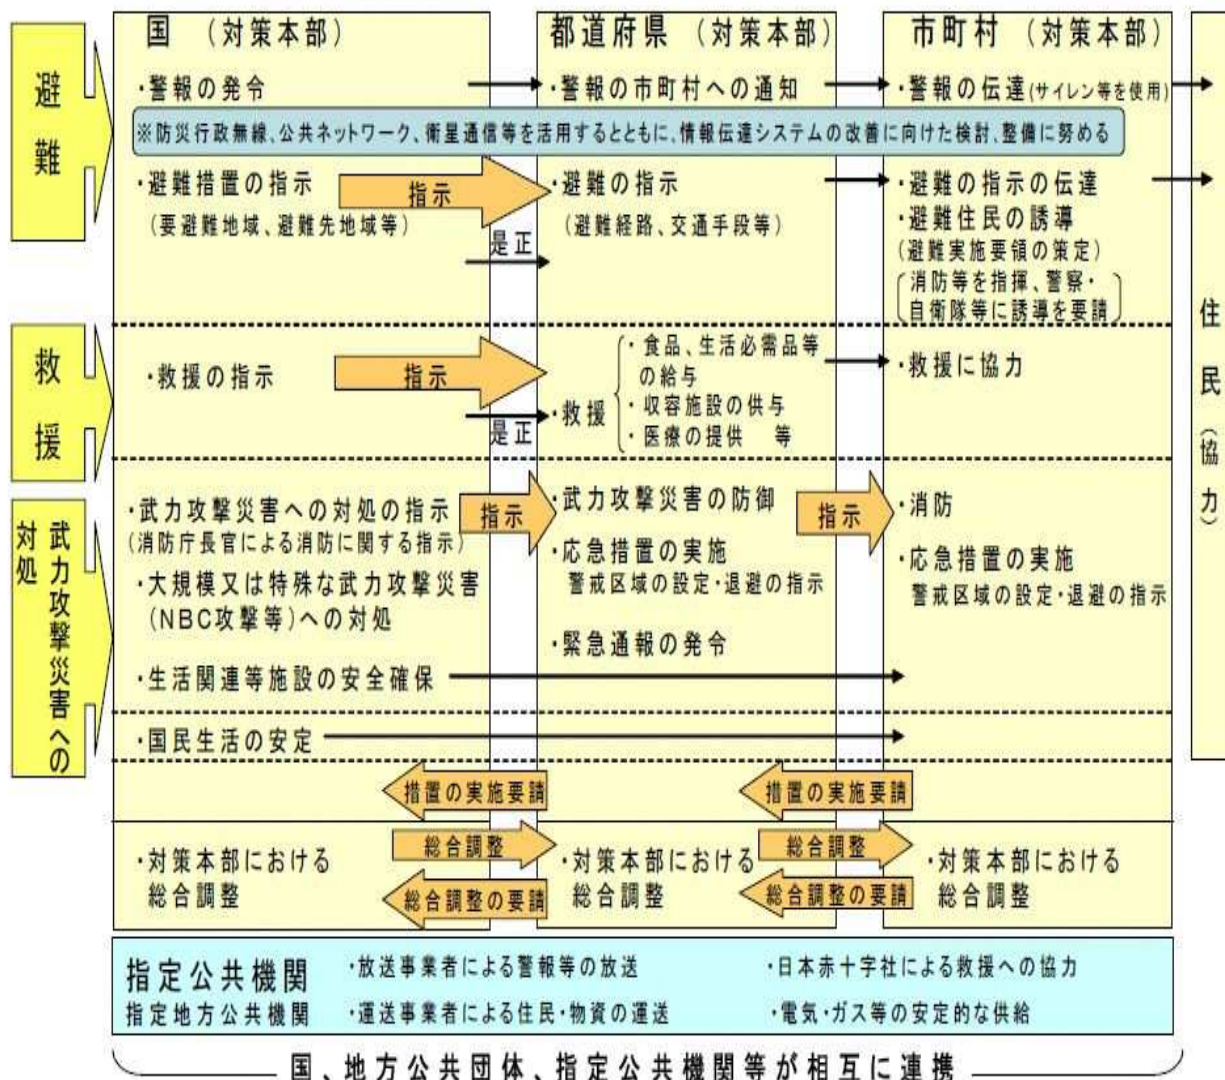 避難
国 (対策本部)
都道府県 (対策本部)
市町村 (対策本部)
・警報の発令
・警報の市町村への通知
・警報の伝達(サイレン等を使用)
※防災行政無線、公共ネットワーク、衛星通信等を活用するとともに、情報伝達システムの改善に向けた検討、整備に努める
・避難措置の指示
(要避難地域、避難先地域等)
指示
是正
・避難の指示
(避難経路、交通手段等)
・避難の指示の伝達
・避難住民の誘導
(避難実施要領の策定)
消防等を指揮、警察・
自衛隊等に誘導を要請
住民(協力)
救援
・救援の指示
指示
是正
・救援
・食品、生活必需品等
の給与
・収容施設の供与
・医療の提供 等
・救援に協力
武力攻撃災害への
対処
・武力攻撃災害への対処の指示
(消防庁長官による消防に関する指示)
・大規模又は特殊な武力攻撃災害
(NBC攻撃等)への対処
・生活関連等施設の安全確保
指示
・武力攻撃災害の防御
・応急措置の実施
警戒区域の設定・退避の指示
・緊急通報の発令
指示
・消防
・応急措置の実施
警戒区域の設定・退避の指示
・国民生活の安定
措置の実施要請
措置の実施要請
・対策本部における
総合調整
総合調整
総合調整の要請
・対策本部における
総合調整
総合調整
総合調整の要請
・対策本部における
総合調整
指定公共機関
指定地方公共機関
・放送事業者による警報等の放送
・日本赤十字社による救援への協力
・運送事業者による住民・物資の運送
・電気・ガス等の安定的な供給
国、地方公共団体、指定公共機関等が相互に連携